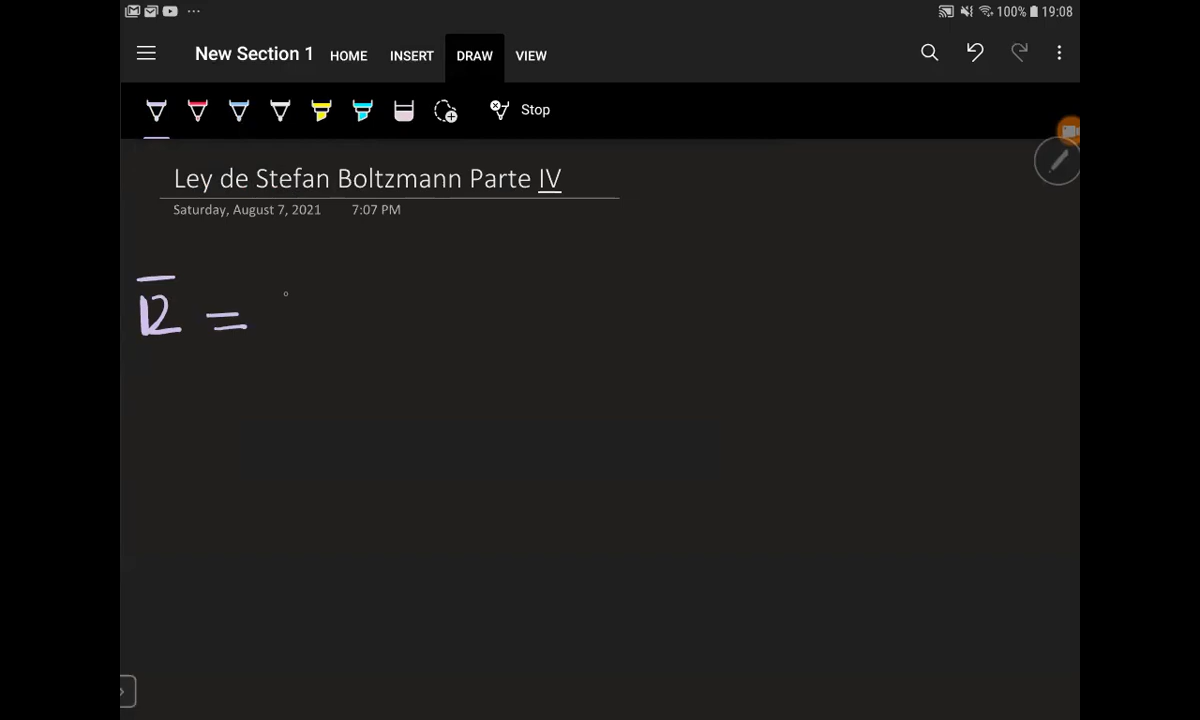 100% 19:08
New Section 1 HOME INSERT DRAW VIEW
Stop
Ley de Stefan Boltzmann Parte IV
Saturday, August 7, 2021 7:07 PM
R̅ =